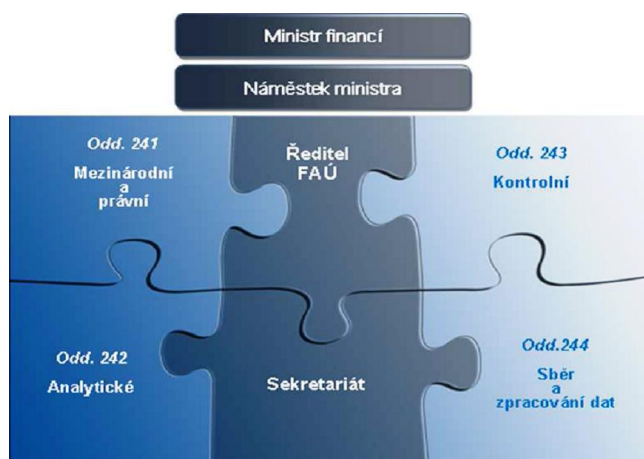 Ministr financí
Náměstek ministra
Odd. 241
Mezinárodní
a
právní
Ředitel
FAÚ
Odd. 243
Kontrolní
Odd. 242
Analytické
Sekretariát
Odd.244
Sběr
a
zpracování dat